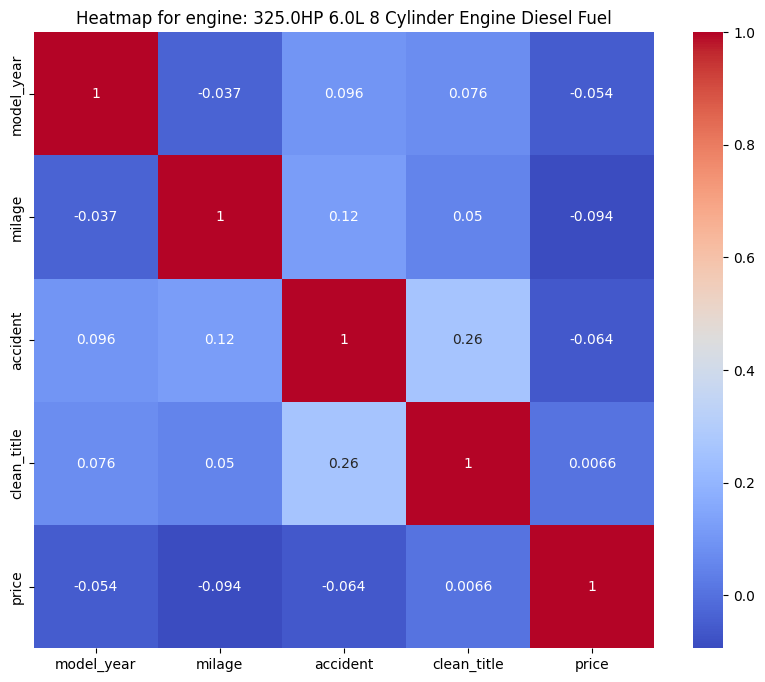 Heatmap for engine: 325.0HP 6.0L 8 Cylinder Engine Diesel Fuel
model_year 1 -0.037 0.096 0.076 -0.054
milage -0.037 1 0.12 0.05 -0.094
accident 0.096 0.12 1 0.26 -0.064
clean_title 0.076 0.05 0.26 1 0.0066
price -0.054 -0.094 -0.064 0.0066 1
model_year milage accident clean_title price
1.0
0.8
0.6
0.4
0.2
0.0